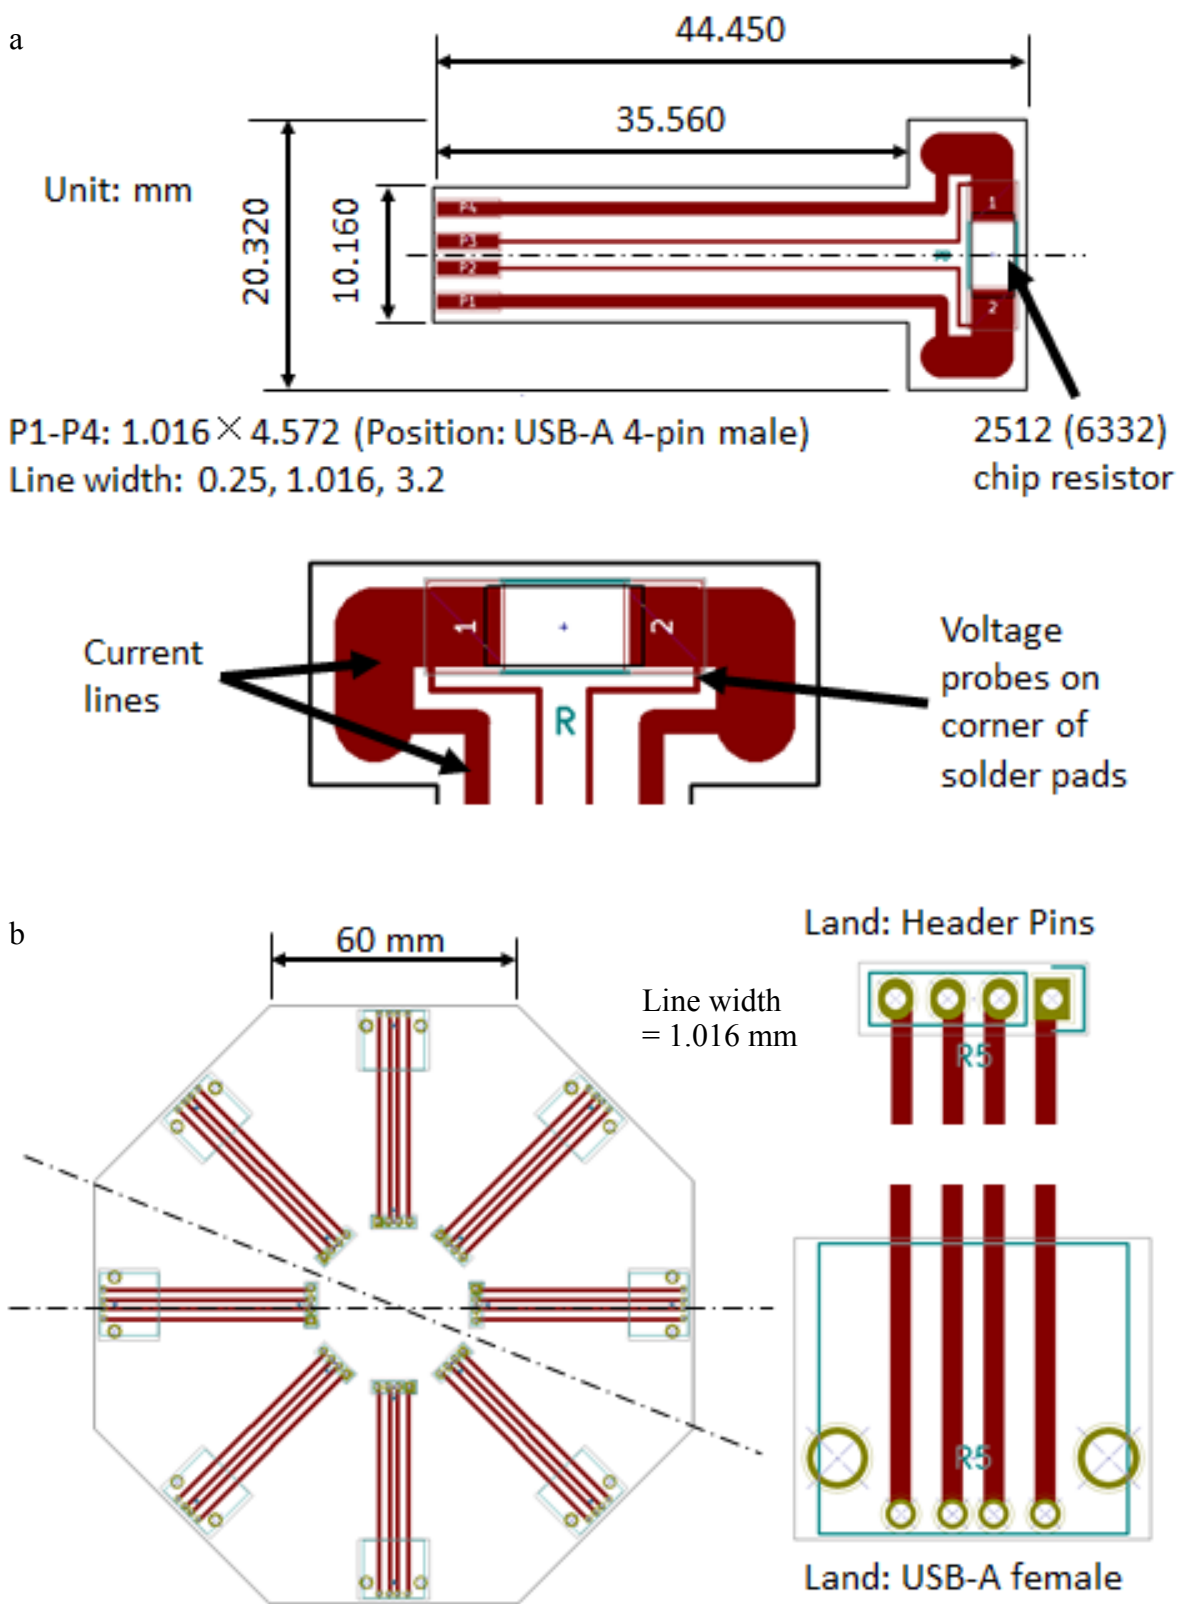 a
44.450
35.560
Unit: mm
20.320
10.160
P4
P3
P2
P1
1
2
P1-P4: 1.016×4.572 (Position: USB-A 4-pin male)
Line width: 0.25, 1.016, 3.2
2512 (6332)
chip resistor
Current
lines
1
2
R
Voltage
probes on
corner of
solder pads
b
60 mm
Land: Header Pins
Line width
= 1.016 mm
R5
R5
Land: USB-A female